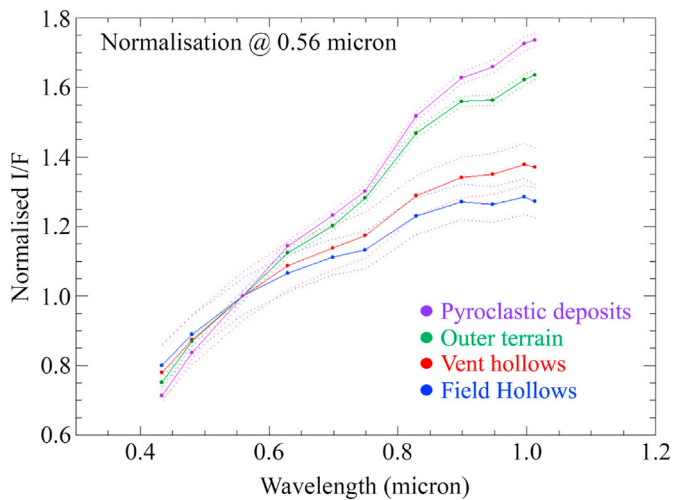 Normalisation @ 0.56 micron
1.8
1.6
1.4
1.2
1.0
0.8
0.6
Normalised I/F
Pyroclastic deposits
Outer terrain
Vent hollows
Field Hollows
0.4 0.6 0.8 1.0 1.2
Wavelength (micron)